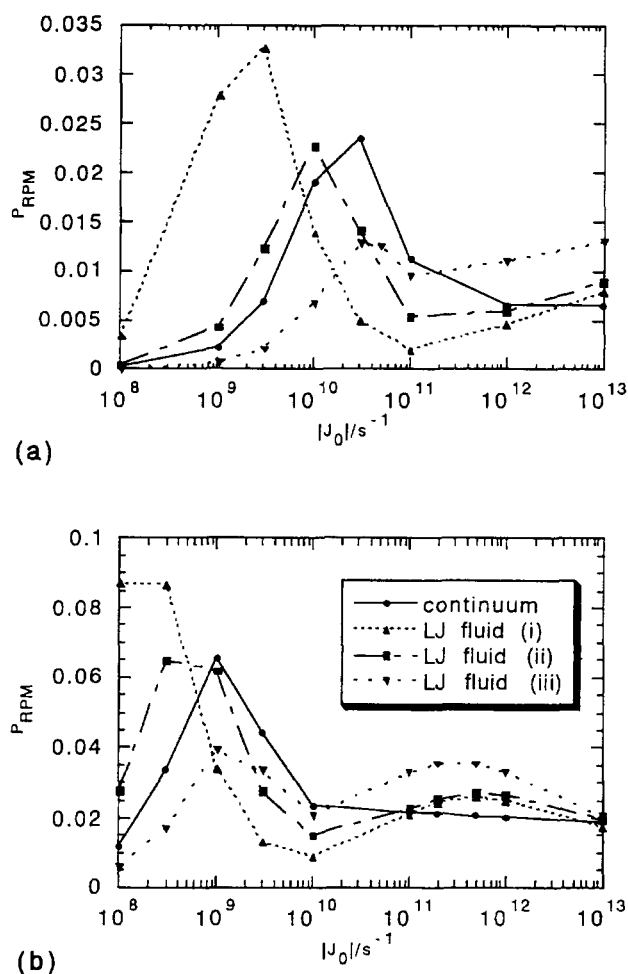 0.035
0.03
0.025
0.02
0.015
0.01
0.005
0
P_RPM
10^8 10^9 10^10 10^11 10^12 10^13
|J_0|/s^-1
(a)
0.1
0.08
0.06
0.04
0.02
0
P_RPM
continuum
LJ fluid (i)
LJ fluid (ii)
LJ fluid (iii)
10^8 10^9 10^10 10^11 10^12 10^13
|J_0|/s^-1
(b)